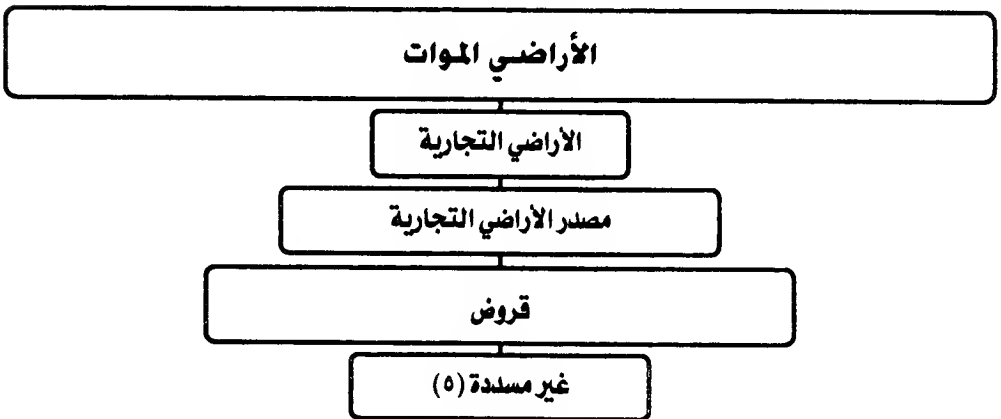 الأراضي الموات
الأراضي التجارية
مصدر الأراضي التجارية
قروض
غير مسددة (٥)